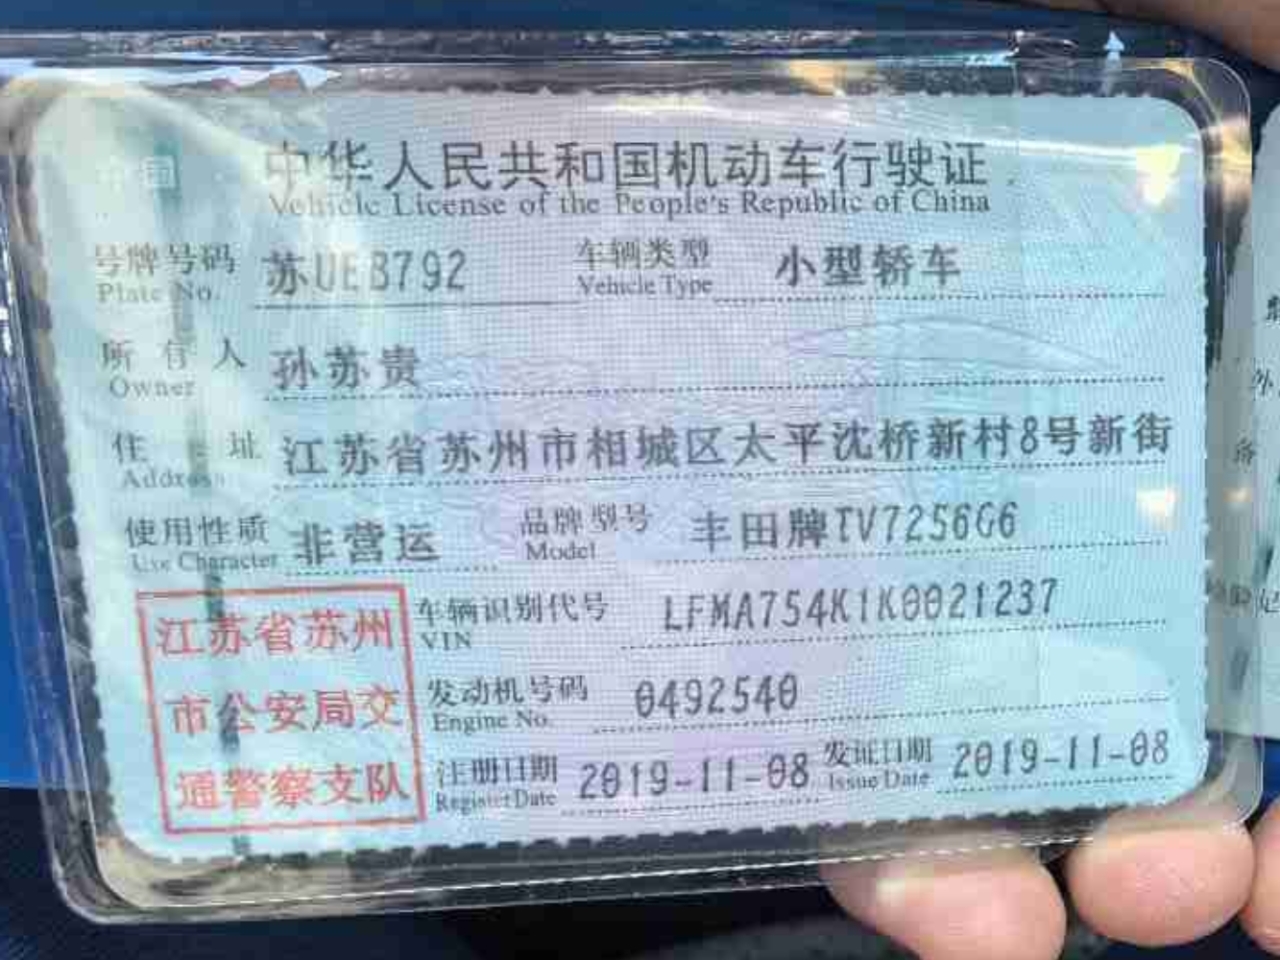 中国
中华人民共和国机动车行驶证
Vehicle License of the People's Republic of China
号牌号码 苏UEB792 车辆类型 小型轿车
Plate No. Vehicle Type
所有人 孙苏贵
Owner
住址 江苏省苏州市相城区太平沈桥新村8号新街
Address
使用性质 非营运 品牌型号 丰田牌TV7256G6
Use Character Model
江苏省苏州 车辆识别代号 LFMA754K1K0021237
VIN
市公安局交 发动机号码 0492540
Engine No.
通警察支队 注册日期 2019-11-08 发证日期 2019-11-08
Register Date Issue Date